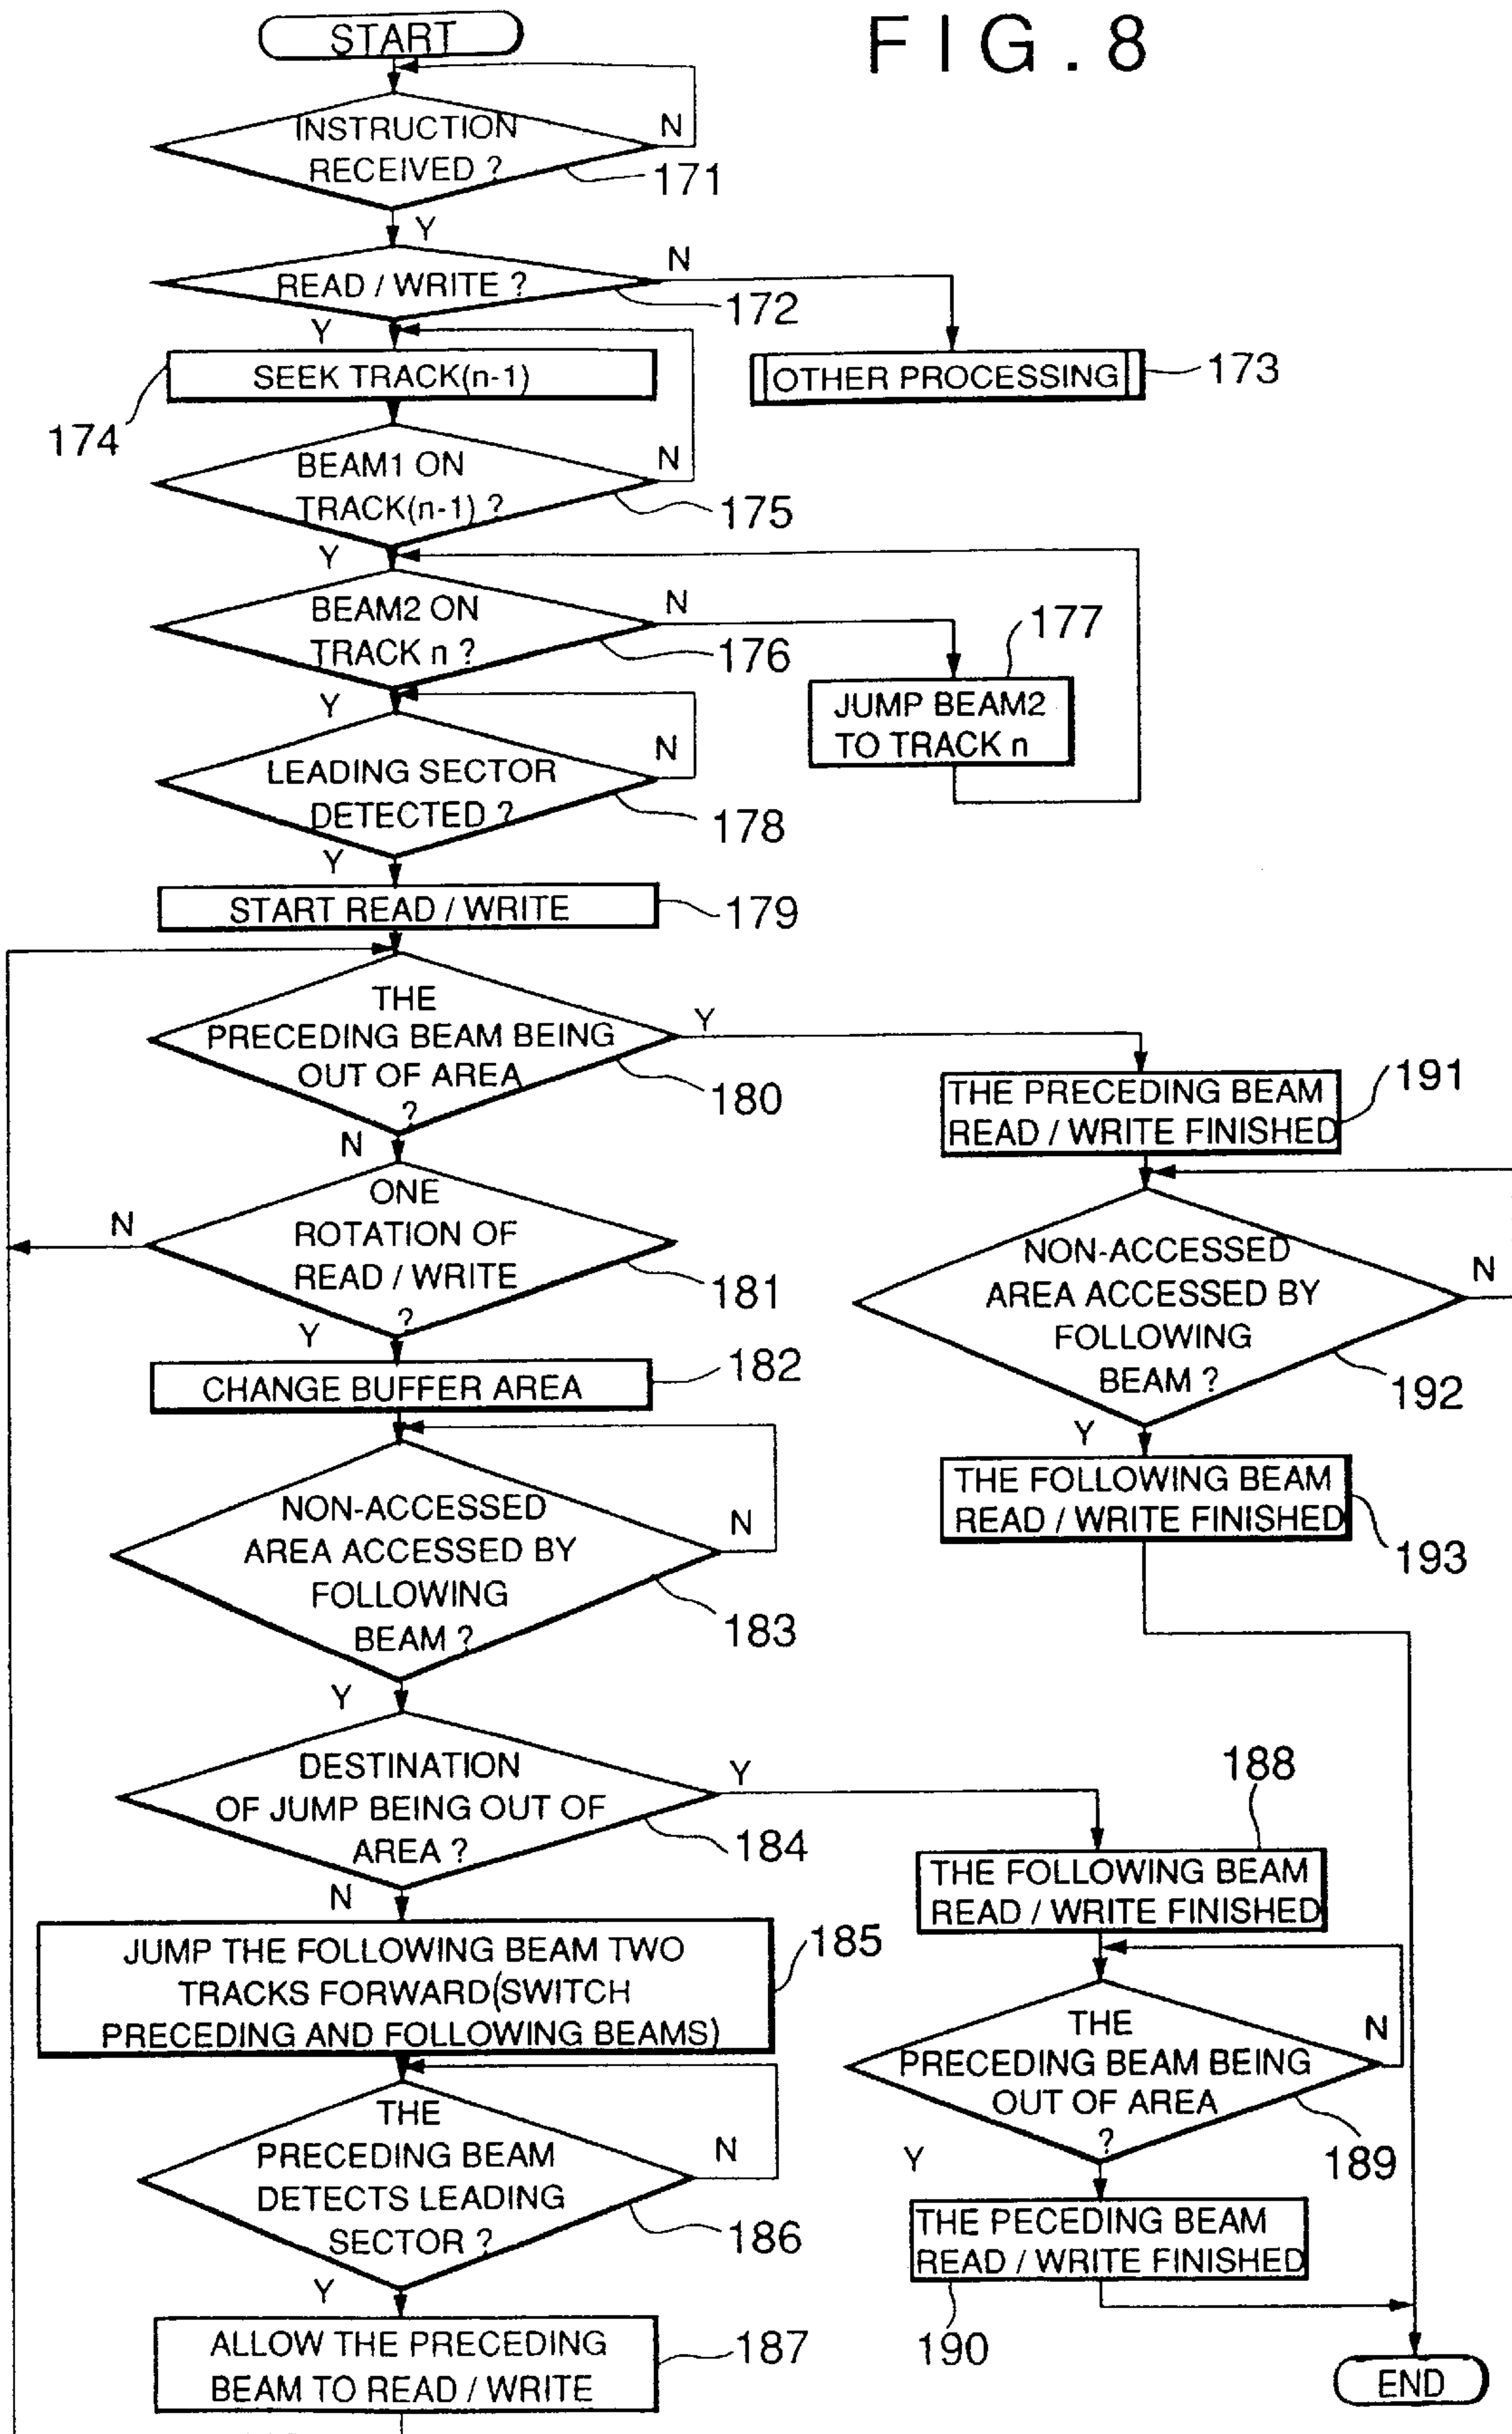 FIG. 8
START
INSTRUCTION
RECEIVED ?
N
171
Y
READ / WRITE ?
N
172
Y
SEEK TRACK(n-1)
174
OTHER PROCESSING
173
BEAM1 ON
TRACK(n-1) ?
N
175
Y
BEAM2 ON
TRACK n ?
N
176
177
JUMP BEAM2
TO TRACK n
Y
LEADING SECTOR
DETECTED ?
N
178
Y
START READ / WRITE
179
THE
PRECEDING BEAM BEING
OUT OF AREA
?
Y
180
N
ONE
ROTATION OF
READ / WRITE
?
N
181
Y
CHANGE BUFFER AREA
182
NON-ACCESSED
AREA ACCESSED BY
FOLLOWING
BEAM ?
N
183
Y
DESTINATION
OF JUMP BEING OUT OF
AREA ?
Y
184
N
JUMP THE FOLLOWING BEAM TWO
TRACKS FORWARD(SWITCH
PRECEDING AND FOLLOWING BEAMS)
185
THE
PRECEDING BEAM
DETECTS LEADING
SECTOR ?
N
186
Y
ALLOW THE PRECEDING
BEAM TO READ / WRITE
187
THE PRECEDING BEAM
READ / WRITE FINISHED
191
NON-ACCESSED
AREA ACCESSED BY
FOLLOWING
BEAM ?
N
192
Y
THE FOLLOWING BEAM
READ / WRITE FINISHED
193
188
THE FOLLOWING BEAM
READ / WRITE FINISHED
THE
PRECEDING BEAM BEING
OUT OF AREA
?
N
189
Y
THE PECEDING BEAM
READ / WRITE FINISHED
190
END